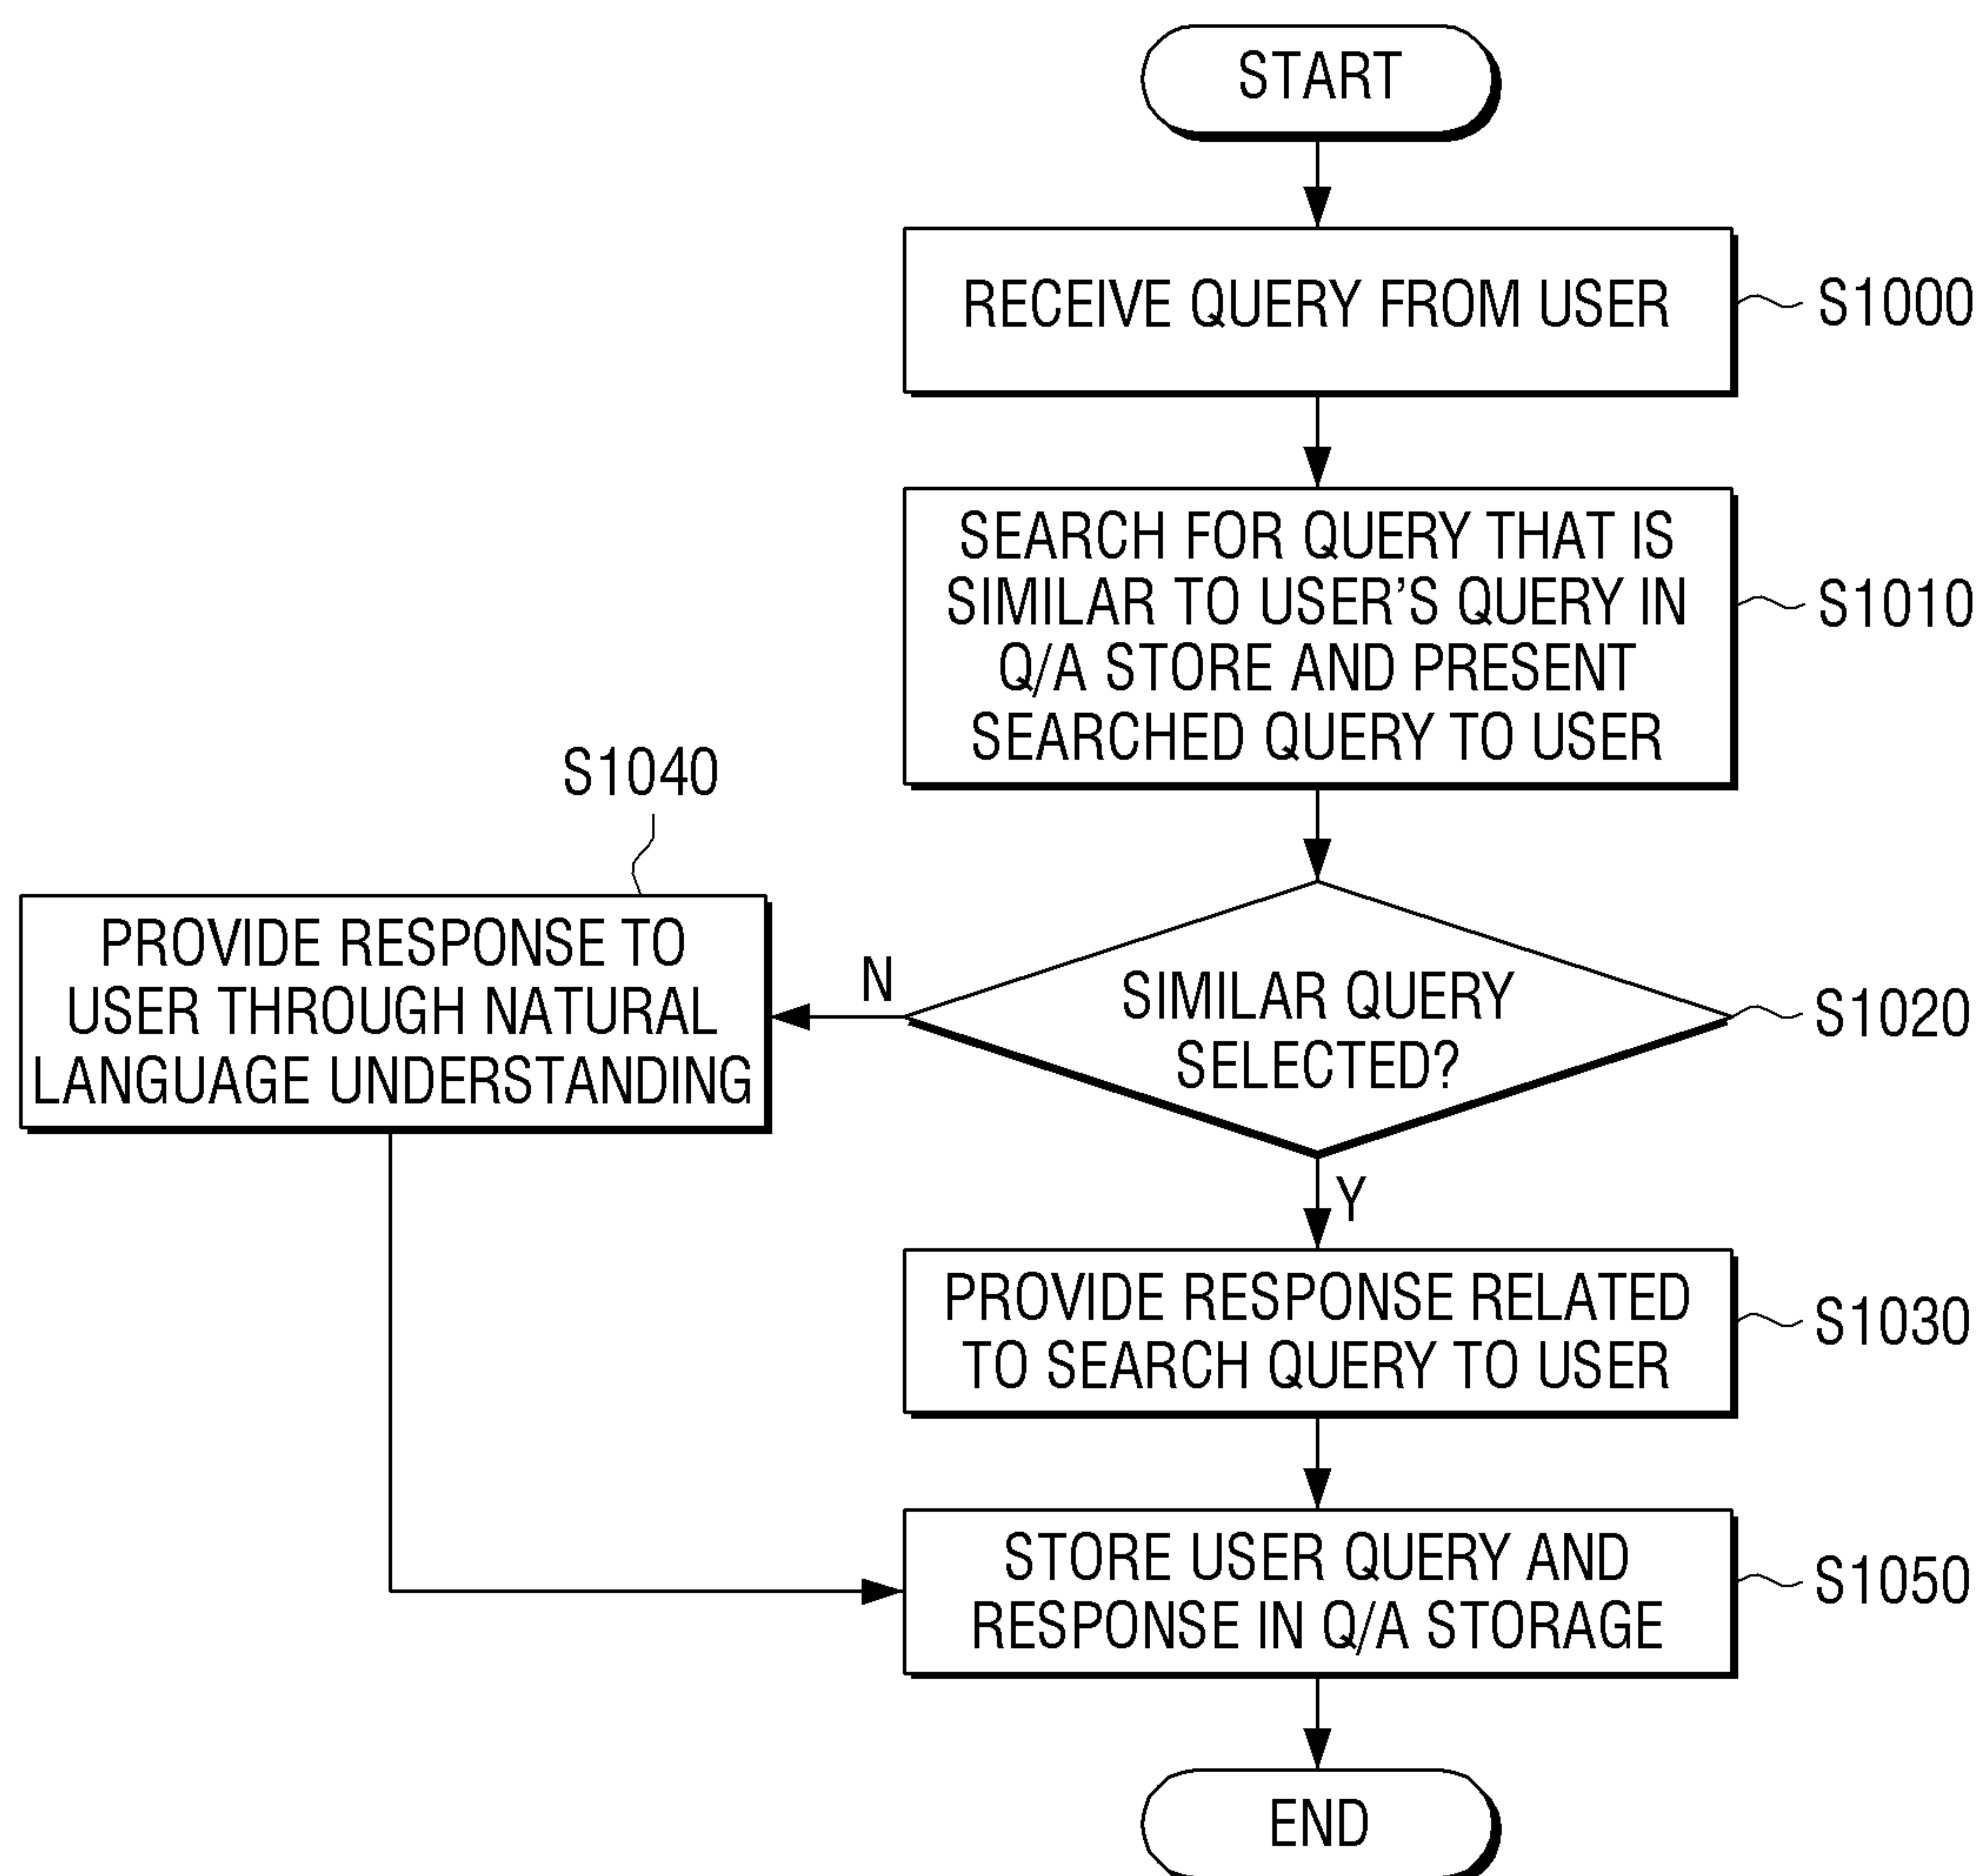 START
RECEIVE QUERY FROM USER
S1000
SEARCH FOR QUERY THAT IS
SIMILAR TO USER’S QUERY IN
Q/A STORE AND PRESENT
SEARCHED QUERY TO USER
S1010
SIMILAR QUERY
SELECTED?
S1020
N
S1040
PROVIDE RESPONSE TO
USER THROUGH NATURAL
LANGUAGE UNDERSTANDING
Y
PROVIDE RESPONSE RELATED
TO SEARCH QUERY TO USER
S1030
STORE USER QUERY AND
RESPONSE IN Q/A STORAGE
S1050
END